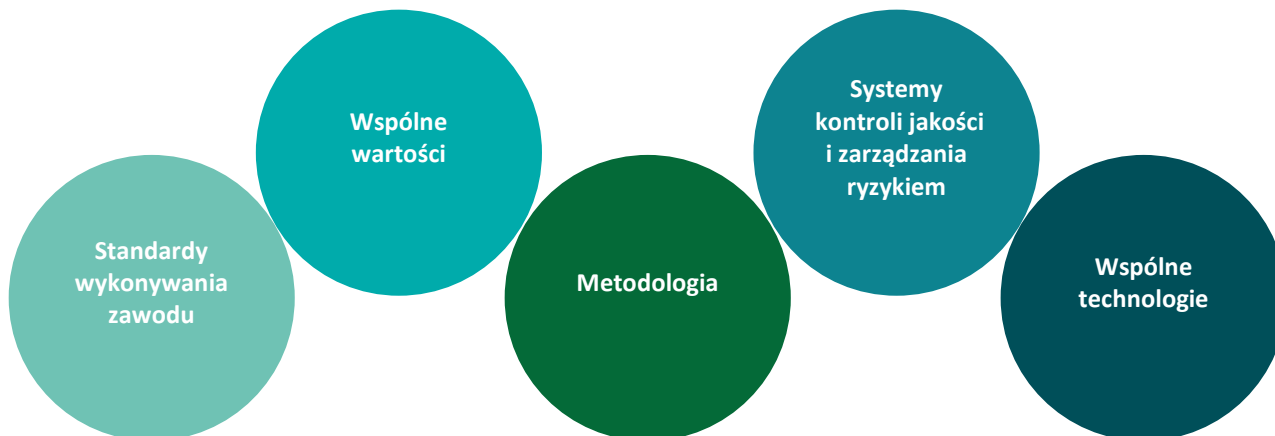 Standardy
wykonywania
zawodu
Wspólne
wartości
Metodologia
Systemy
kontroli jakości
i zarządzania
ryzykiem
Wspólne
technologie